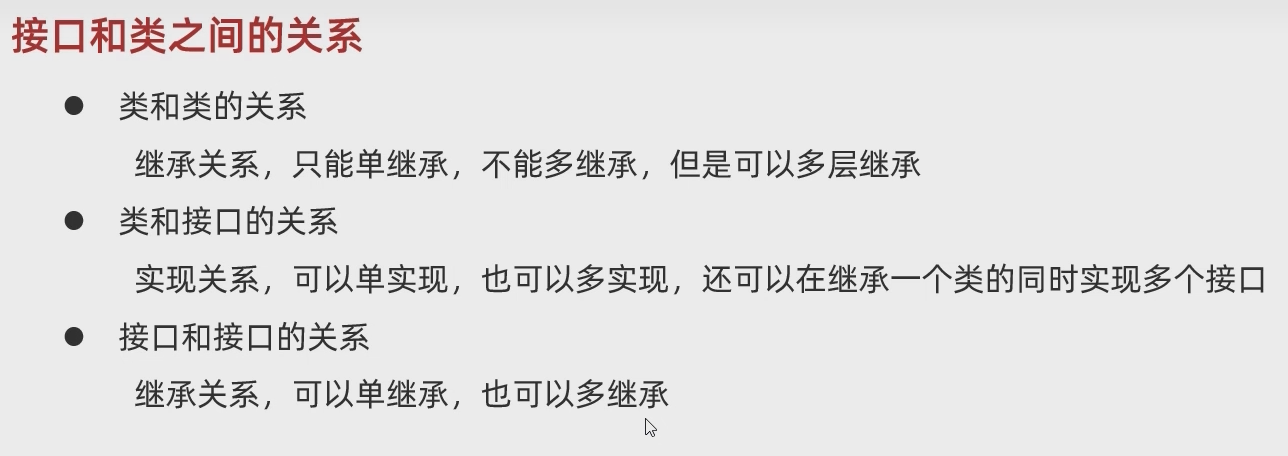 接口和类之间的关系
● 类和类的关系
继承关系，只能单继承，不能多继承，但是可以多层继承
● 类和接口的关系
实现关系，可以单实现，也可以多实现，还可以在继承一个类的同时实现多个接口
● 接口和接口的关系
继承关系，可以单继承，也可以多继承